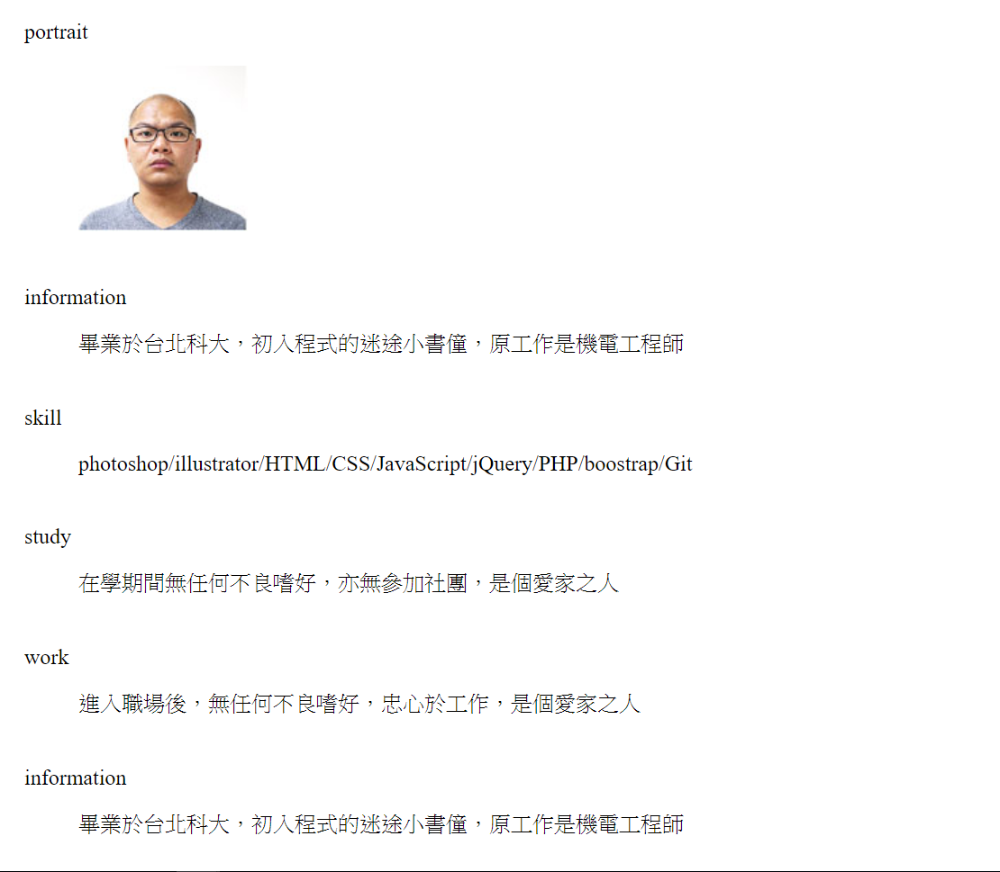 portrait
information
畢業於台北科大，初入程式的迷途小書僮，原工作是機電工程師
skill
photoshop/illustrator/HTML/CSS/JavaScript/jQuery/PHP/boostrap/Git
study
在學期間無任何不良嗜好，亦無參加社團，是個愛家之人
work
進入職場後，無任何不良嗜好，忠心於工作，是個愛家之人
information
畢業於台北科大，初入程式的迷途小書僮，原工作是機電工程師